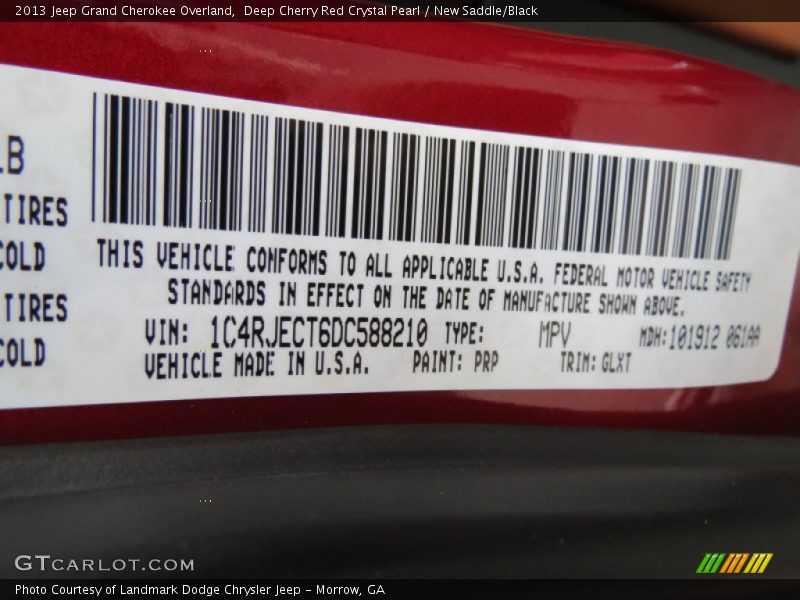 2013 Jeep Grand Cherokee Overland,  Deep Cherry Red Crystal Pearl / New Saddle/Black
LB
TIRES
COLD
TIRES
COLD
THIS VEHICLE CONFORMS TO ALL APPLICABLE U.S.A. FEDERAL MOTOR VEHICLE SAFETY
STANDARDS IN EFFECT ON THE DATE OF MANUFACTURE SHOWN ABOVE.
VIN: 1C4RJECT6DC588210 TYPE: MPV MDH:101912 061AA
VEHICLE MADE IN U.S.A. PAINT: PRP TRIM: GLXT
GTCARLOT.COM
Photo Courtesy of Landmark Dodge Chrysler Jeep - Morrow, GA